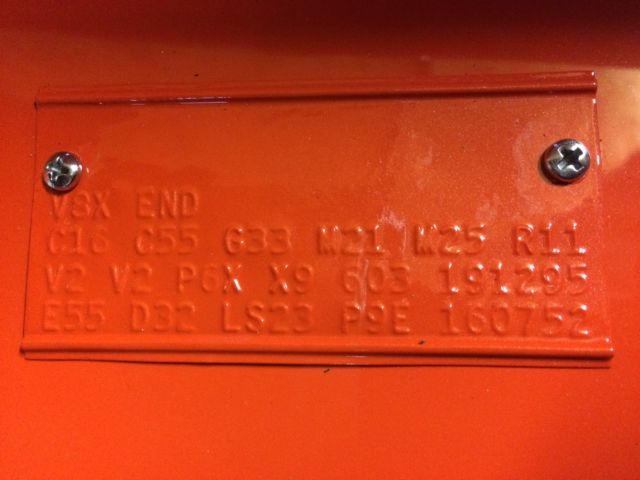 V8X END
C16 C55 G33 M21 M25 R11
V2 V2 P6X X9 603 191295
E55 D32 LS23 P9E 160752